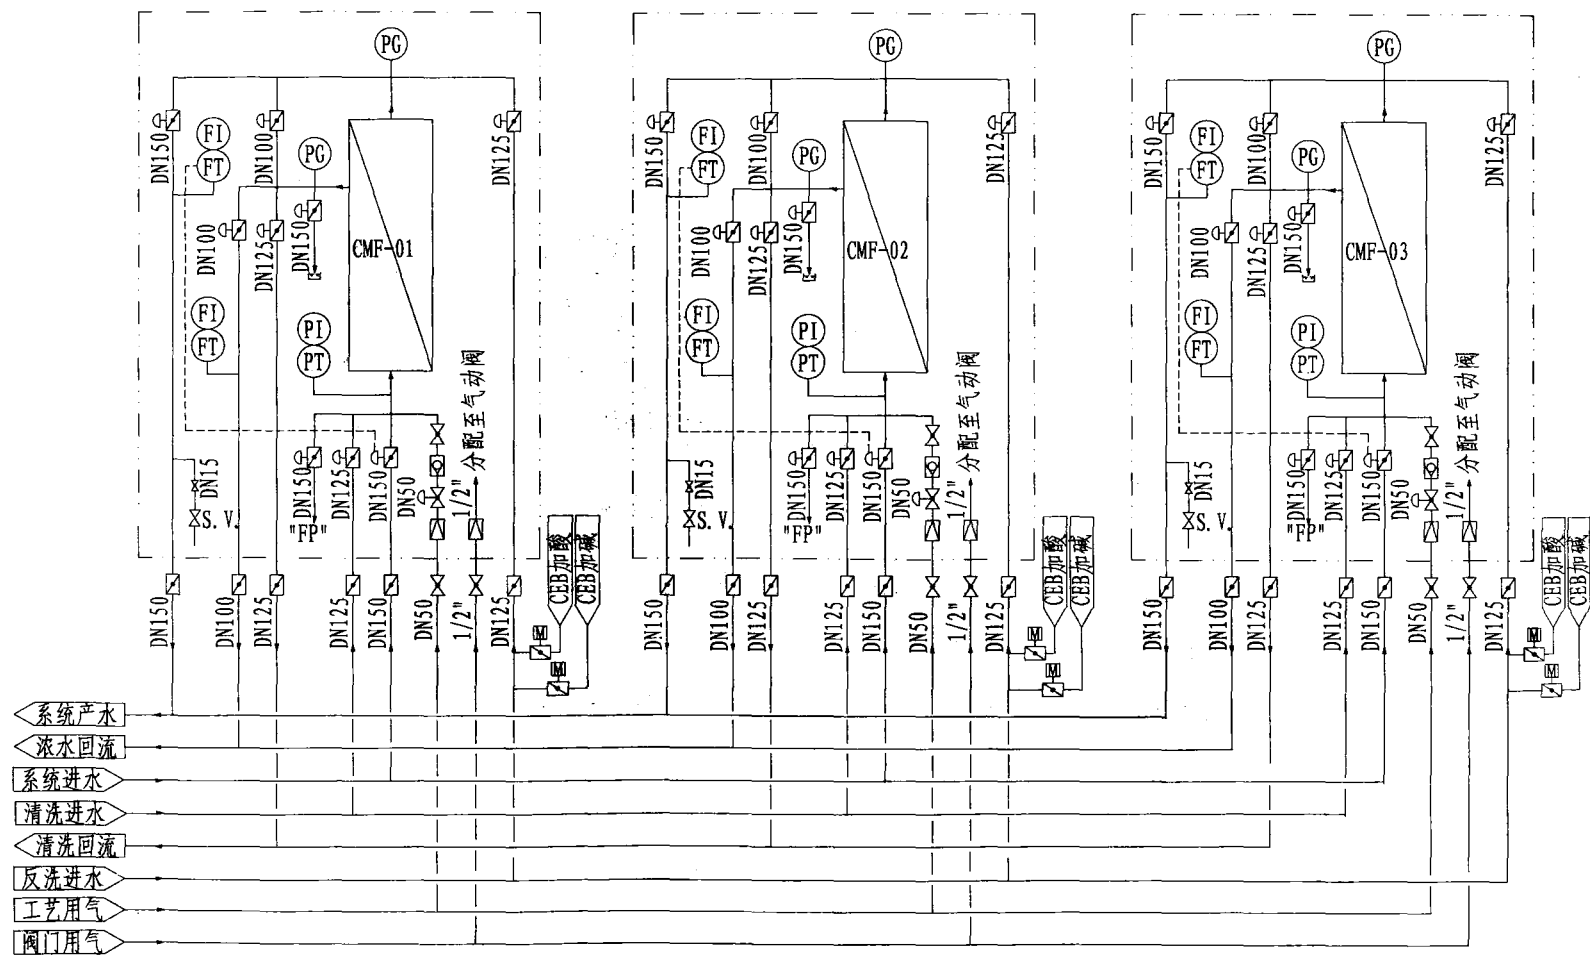 PG
DN150
FI
FT
DN100
PG
DN125
DN100
DN125
DN150
CMF-01
FI
FT
PI
PT
分配至气动阀
DN15
S.V.
DN150
"FP"
DN125
DN150
DN50
1/2"
CEB加酸
CEB加碱
DN150
DN100
DN125
DN125
DN150
DN50
1/2"
DN125
M
M
PG
DN150
FI
FT
DN100
PG
DN125
DN100
DN125
DN150
CMF-02
FI
FT
PI
PT
分配至气动阀
DN15
S.V.
DN150
"FP"
DN125
DN150
DN50
1/2"
CEB加酸
CEB加碱
DN150
DN100
DN125
DN125
DN150
DN50
1/2"
DN125
M
M
PG
DN150
FI
FT
DN100
PG
DN125
DN100
DN125
DN150
CMF-03
FI
FT
PI
PT
分配至气动阀
DN15
S.V.
DN150
"FP"
DN125
DN150
DN50
1/2"
CEB加酸
CEB加碱
DN150
DN100
DN125
DN125
DN150
DN50
1/2"
DN125
M
M
系统产水
浓水回流
系统进水
清洗进水
清洗回流
反洗进水
工艺用气
阀门用气